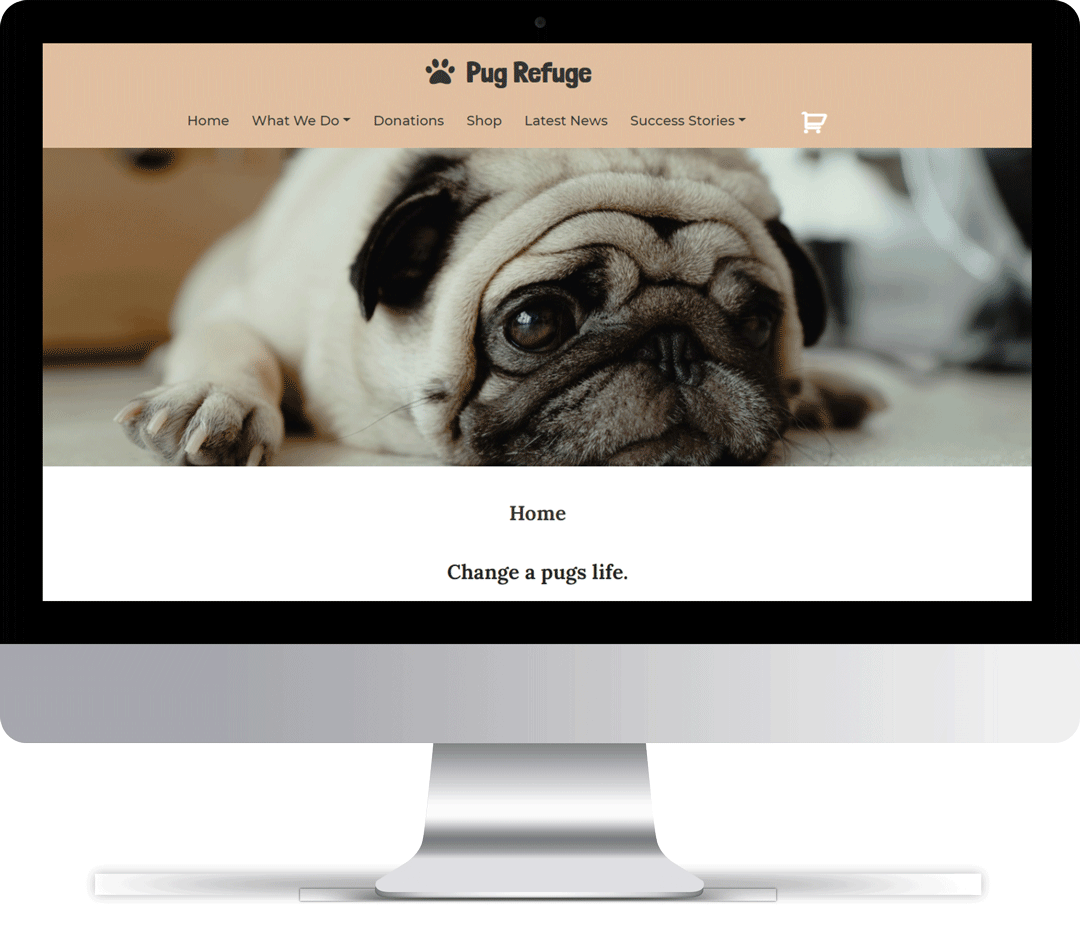 Pug Refuge
Home What We Do Donations Shop Latest News Success Stories
Home
Change a pugs life.